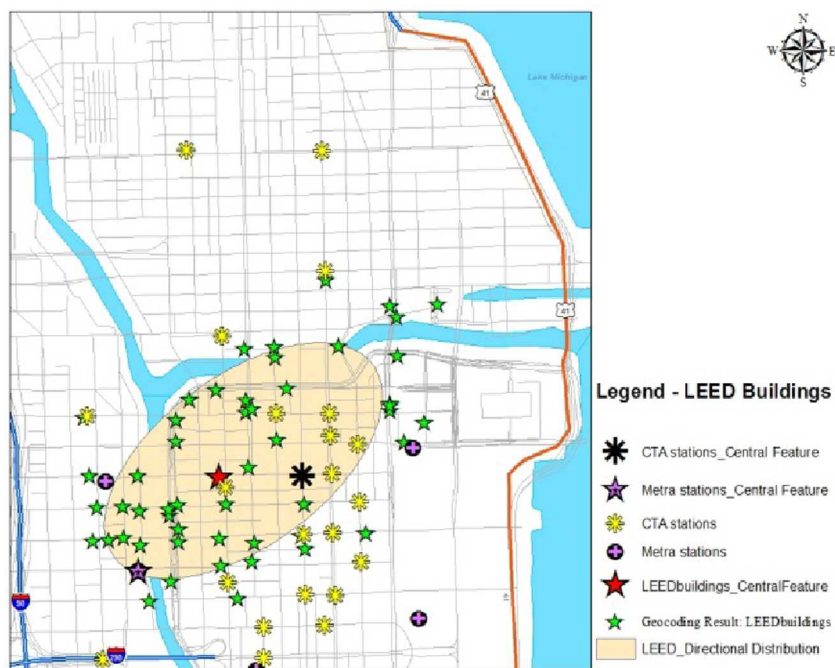 N
W E
S
Lake Michigan
41
41
41
90
290
Legend - LEED Buildings
CTA stations_Central Feature
Metra stations_Central Feature
CTA stations
Metra stations
LEEDbuildings_CentralFeature
Geocoding Result: LEEDbuildings
LEED_Directional Distribution